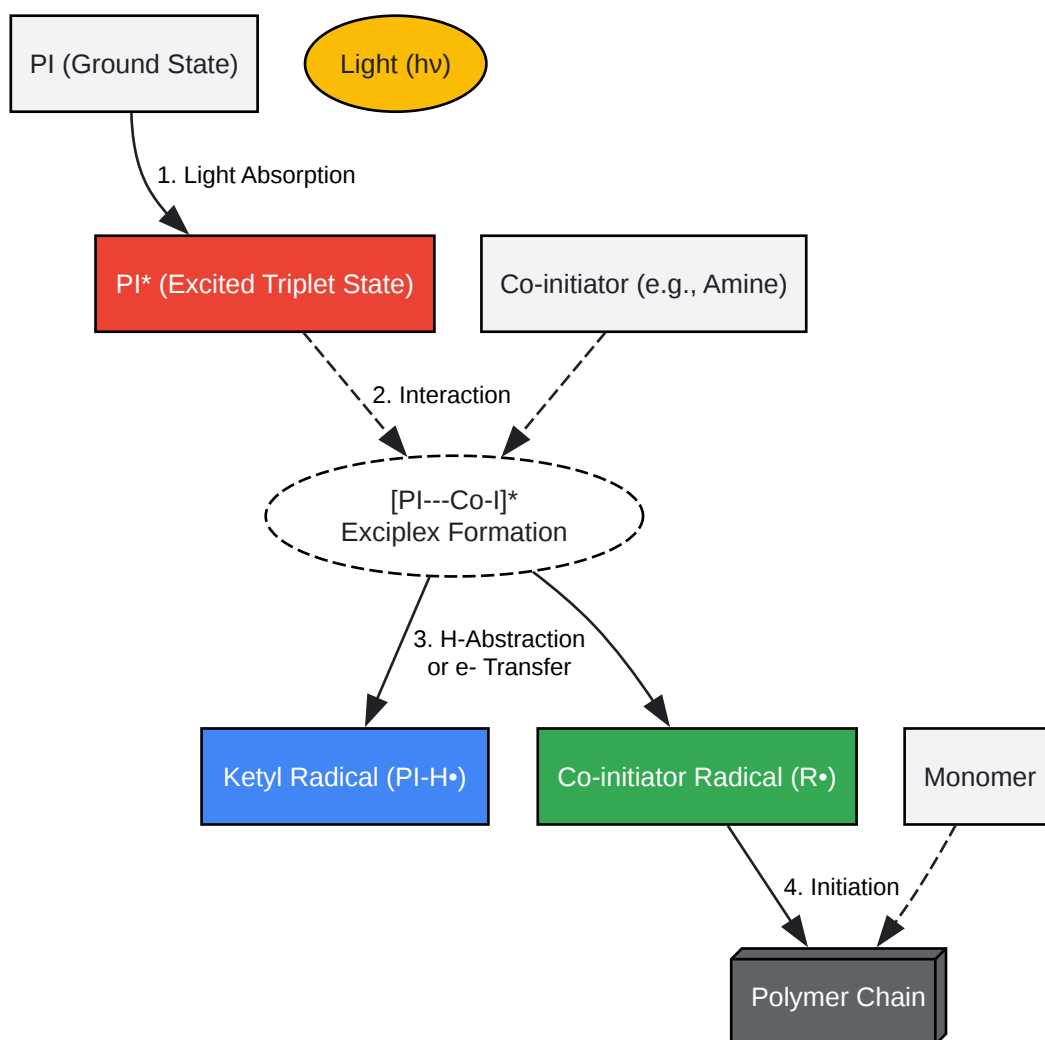 PI (Ground State)
Light (hν)
1. Light Absorption
PI* (Excited Triplet State)
Co-initiator (e.g., Amine)
2. Interaction
[PI---Co-I]*
Exciplex Formation
3. H-Abstraction
or e- Transfer
Ketyl Radical (PI-H•)
Co-initiator Radical (R•)
Monomer
4. Initiation
Polymer Chain